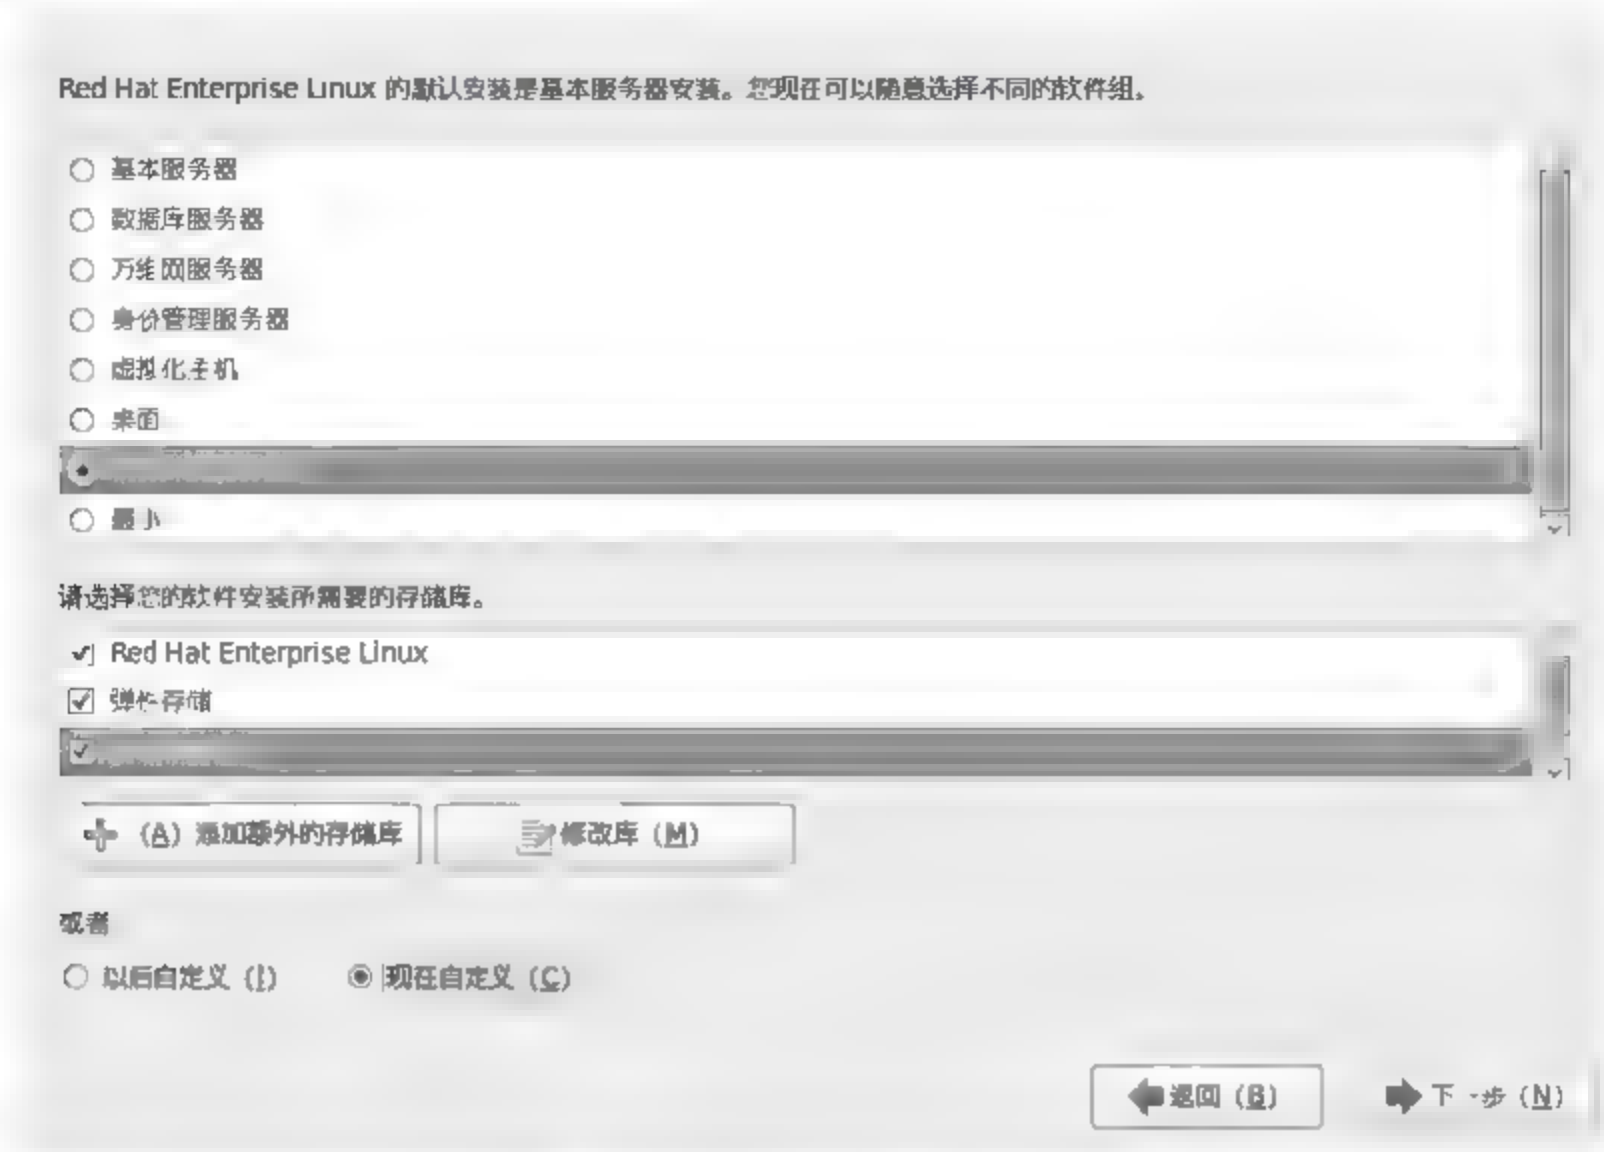 Red Hat Enterprise Linux 的默认安装是基本服务器安装。您现在可以随意选择不同的软件组。
基本服务器
数据库服务器
万维网服务器
身份管理服务器
虚拟化主机
桌面
最小
请选择您的软件安装所需要的存储库。
Red Hat Enterprise Linux
弹性存储
(A) 添加额外的存储库
修改库 (M)
或者
以后自定义 (l)
现在自定义 (C)
返回 (B)
下一步 (N)